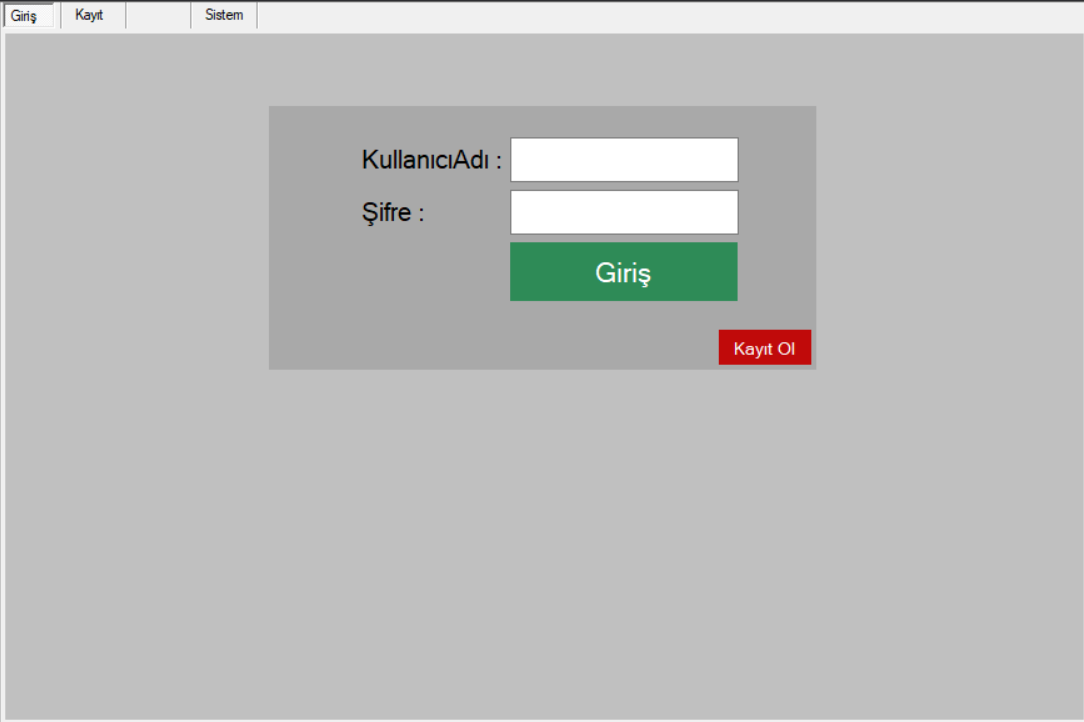 Giriş Kayıt Sistem
KullanıcıAdı :
Şifre :
Giriş
Kayıt Ol